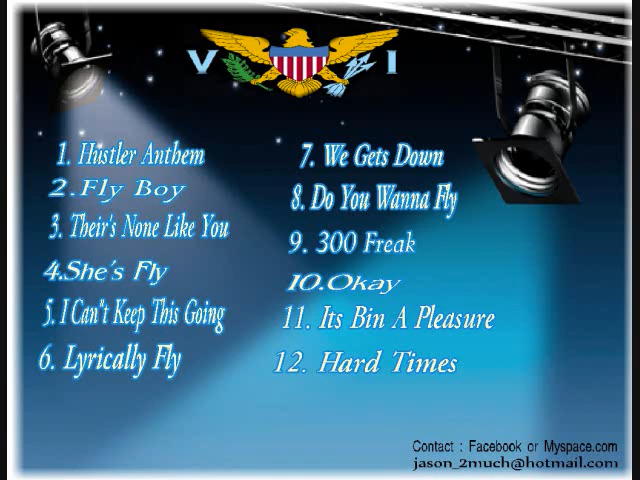 V I
1. Hustler Anthem
2. Fly Boy
3. Their's None Like You
4. She's Fly
5. I Can"t Keep This Going
6. Lyrically Fly
7. We Gets Down
8. Do You Wanna Fly
9. 300 Freak
10. Okay
11. Its Bin A Pleasure
12. Hard Times
Contact : Facebook or Myspace.com
jason_2much@hotmail.com